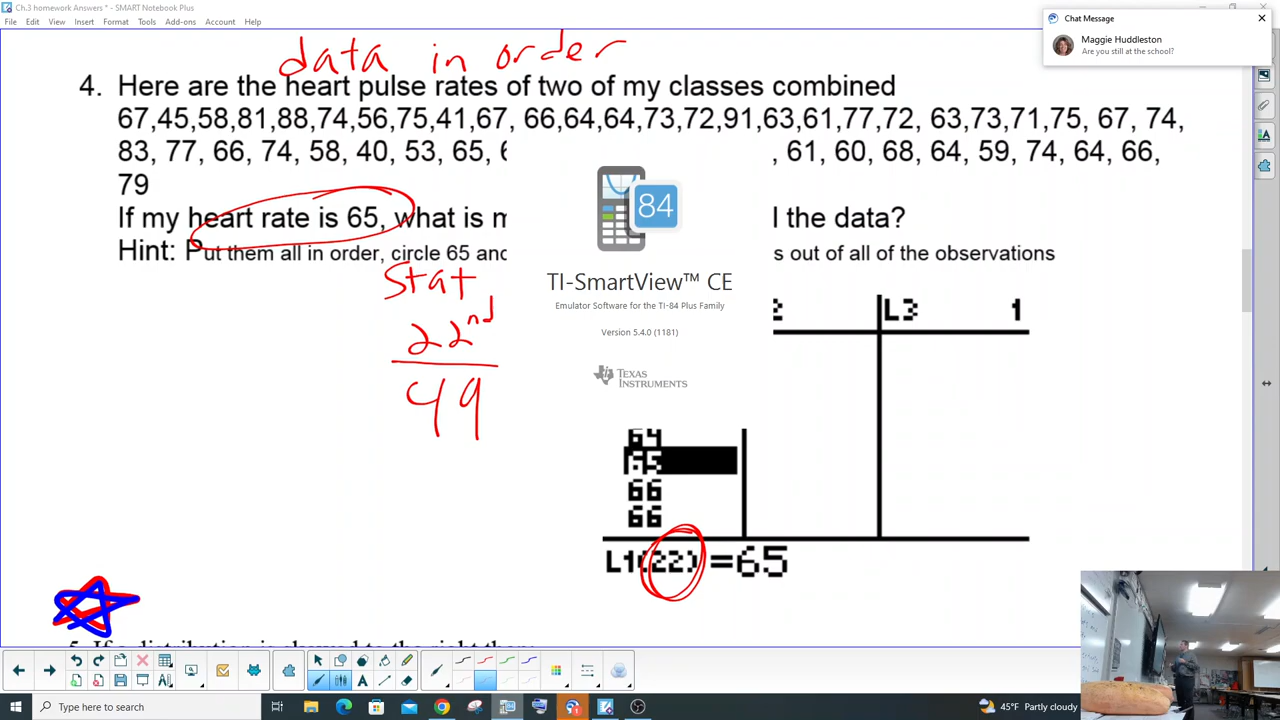 Ch.3 homework Answers * - SMART Notebook Plus
File Edit View Insert Format Tools Add-ons Account Help
Chat Message
Maggie Huddleston
Are you still at the school?
data in order
4. Here are the heart pulse rates of two of my classes combined
67,45,58,81,88,74,56,75,41,67, 66,64,64,73,72,91,63,61,77,72, 63,73,71,75, 67, 74,
83, 77, 66, 74, 58, 40, 53, 65, , 61, 60, 68, 64, 59, 74, 64, 66,
79
If my heart rate is 65, what is m l the data?
Hint: Put them all in order, circle 65 and s out of all of the observations
Stat
22nd
49
84
TI-SmartView™ CE
Emulator Software for the TI-84 Plus Family
Version 5.4.0 (1181)
TEXAS
INSTRUMENTS
L3 1
64
65
66
66
L1(22)=65
Type here to search
45°F Partly cloudy